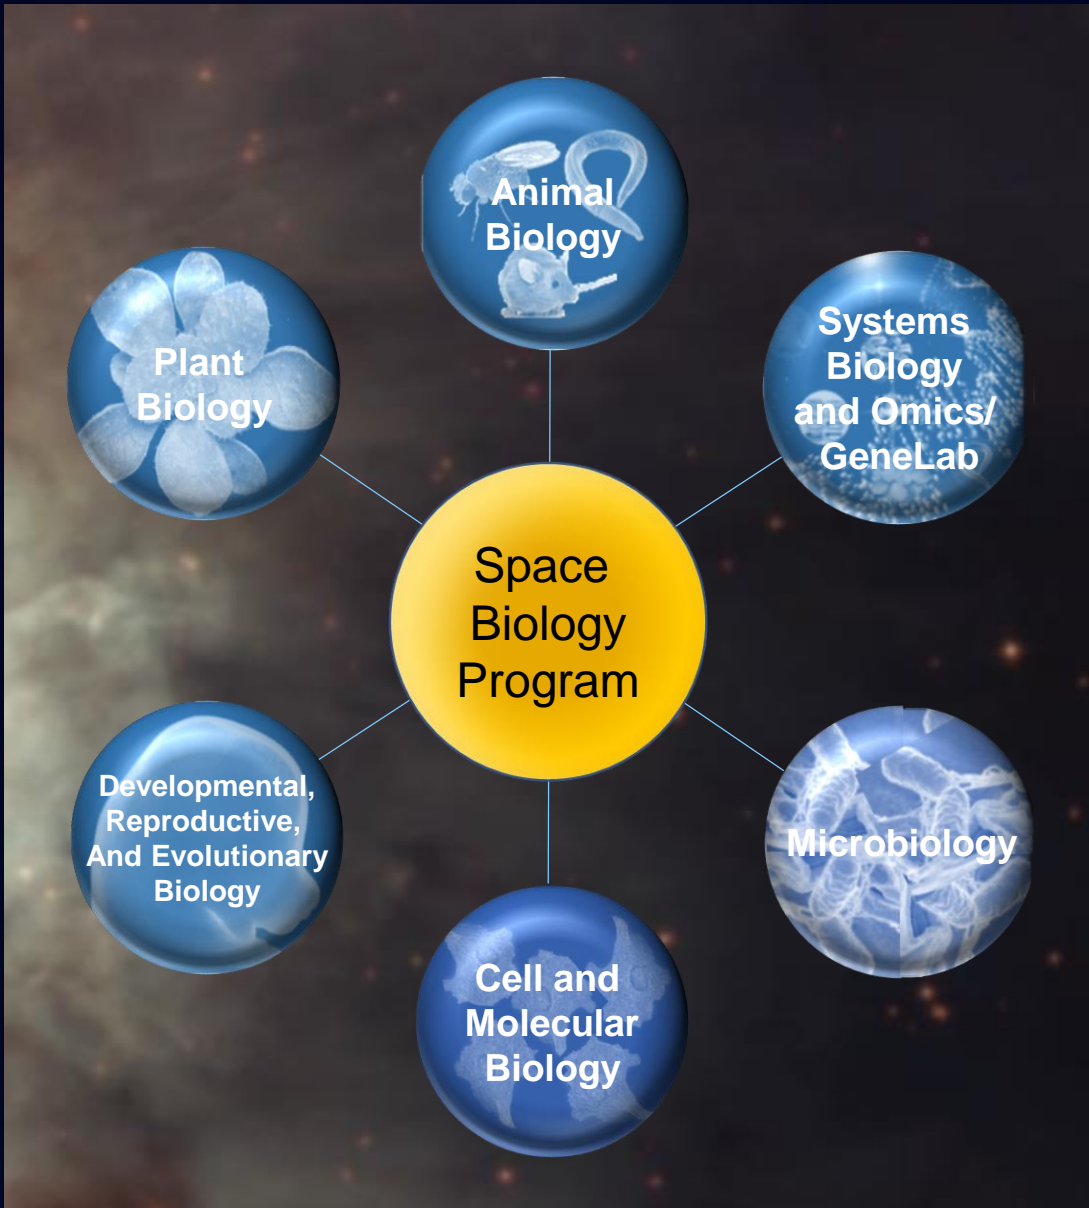 Animal
Biology
Systems
Biology
and Omics/
GeneLab
Plant
Biology
Space
Biology
Program
Developmental,
Reproductive,
And Evolutionary
Biology
Microbiology
Cell and
Molecular
Biology